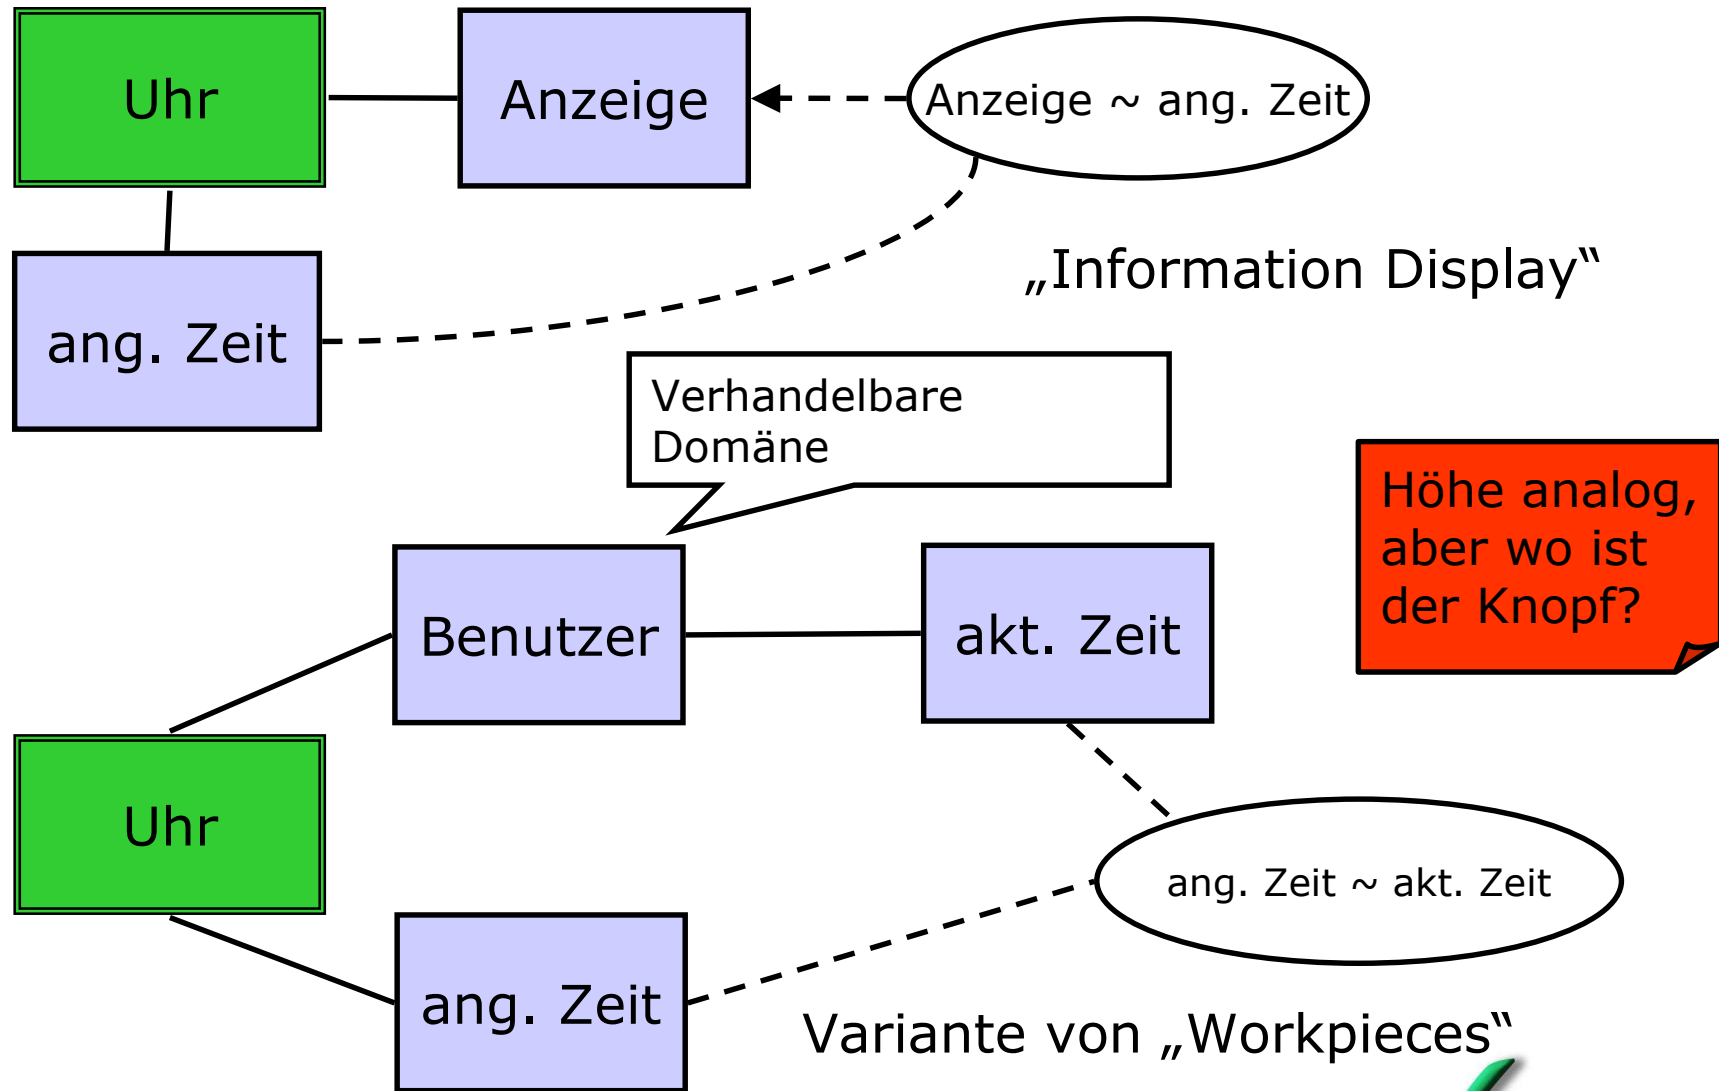 Uhr
Anzeige
Anzeige ~ ang. Zeit
„Information Display“
ang. Zeit
Verhandelbare
Domäne
Höhe analog,
aber wo ist
der Knopf?
Benutzer
akt. Zeit
Uhr
ang. Zeit ~ akt. Zeit
ang. Zeit
Variante von „Workpieces“